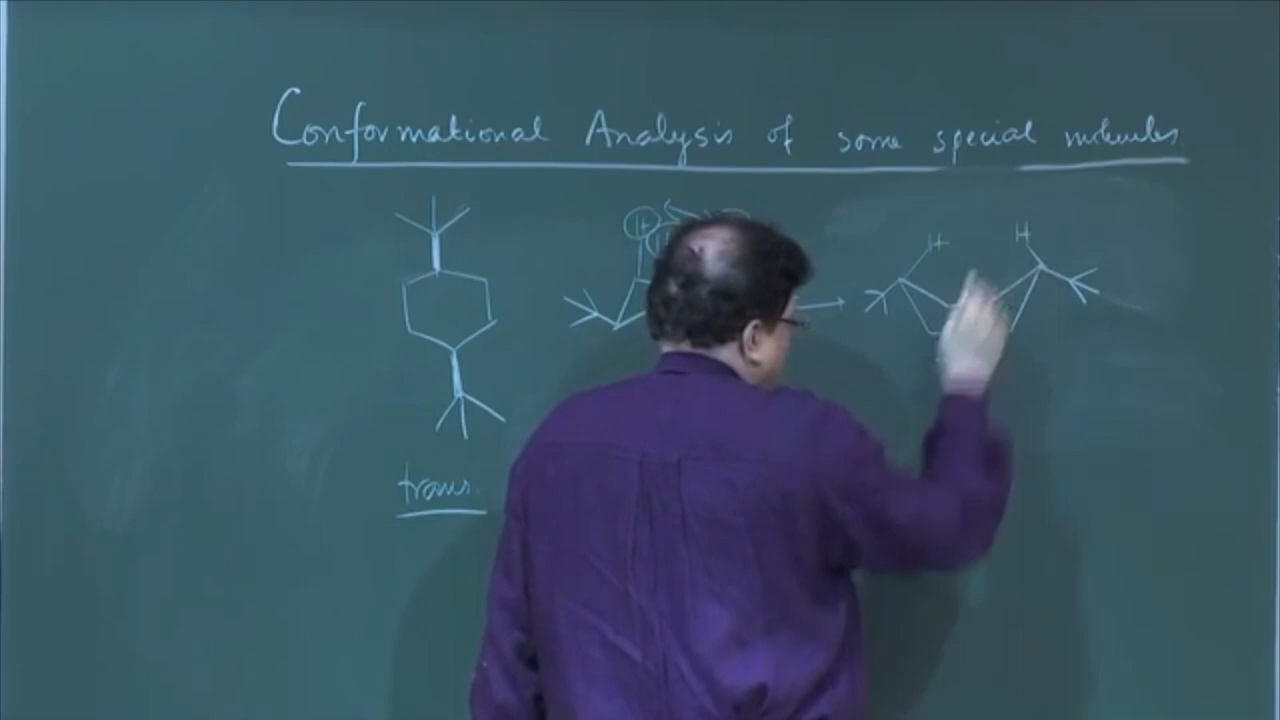 Conformational Analysis of some special molecules
H
H
H
trans.